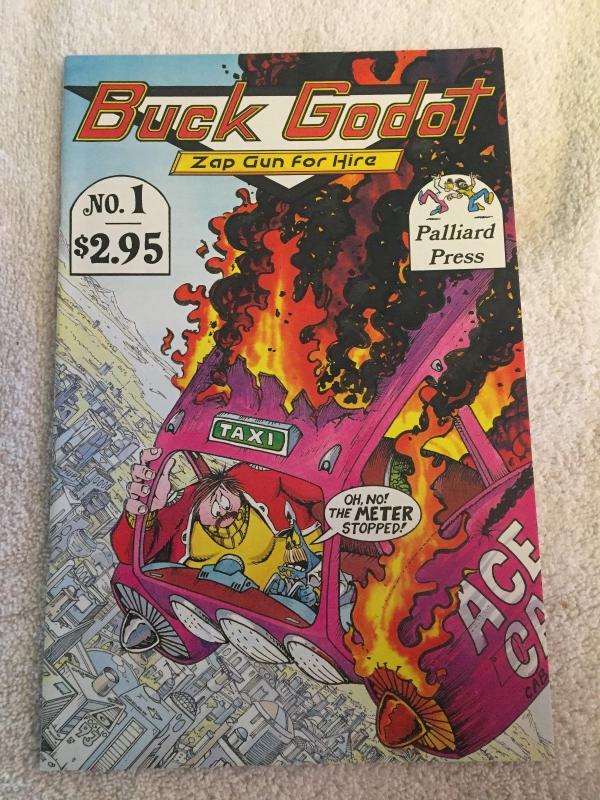 Buck Godot
Zap Gun For Hire
NO. 1
$2.95
Palliard
Press
TAXI
OH, NO!
THE METER
STOPPED!
ACE
CA